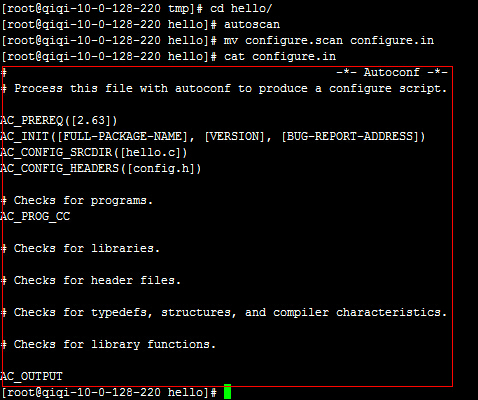 [root@qiqi-10-0-128-220 tmp]# cd hello/
[root@qiqi-10-0-128-220 hello]# autoscan
[root@qiqi-10-0-128-220 hello]# mv configure.scan configure.in
[root@qiqi-10-0-128-220 hello]# cat configure.in
#                                               -*- Autoconf -*-
# Process this file with autoconf to produce a configure script.

AC_PREREQ([2.63])
AC_INIT([FULL-PACKAGE-NAME], [VERSION], [BUG-REPORT-ADDRESS])
AC_CONFIG_SRCDIR([hello.c])
AC_CONFIG_HEADERS([config.h])

# Checks for programs.
AC_PROG_CC

# Checks for libraries.

# Checks for header files.

# Checks for typedefs, structures, and compiler characteristics.

# Checks for library functions.

AC_OUTPUT
[root@qiqi-10-0-128-220 hello]#